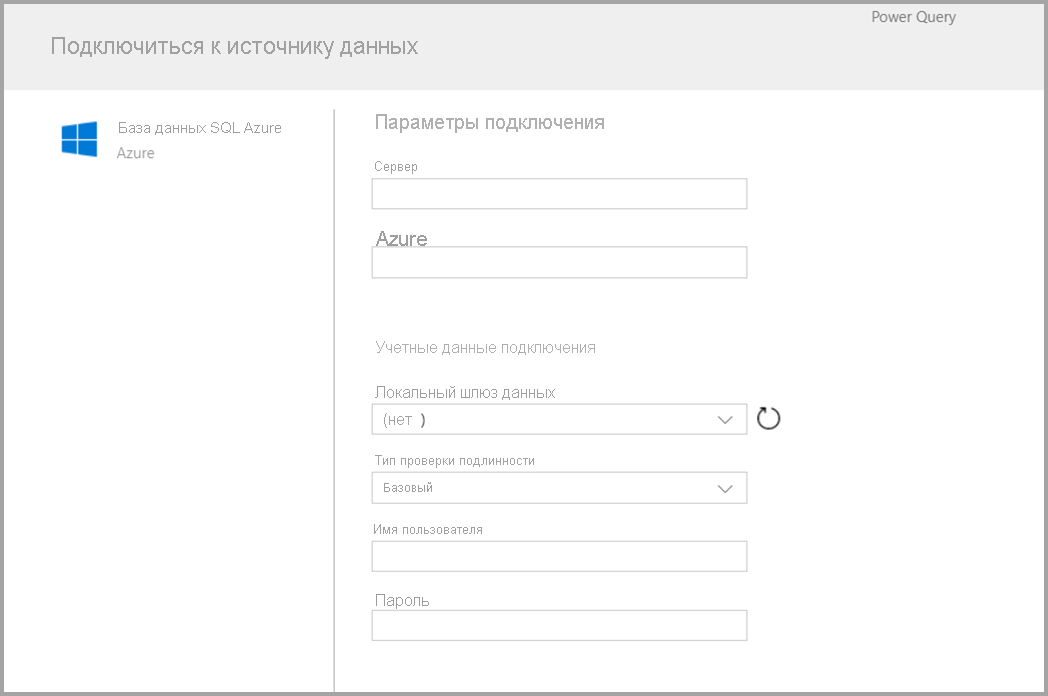 Power Query
Подключиться к источнику данных
База данных SQL Azure
Azure
Параметры подключения
Сервер
Azure
Учетные данные подключения
Локальный шлюз данных
(нет )
Тип проверки подлинности
Базовый
Имя пользователя
Пароль